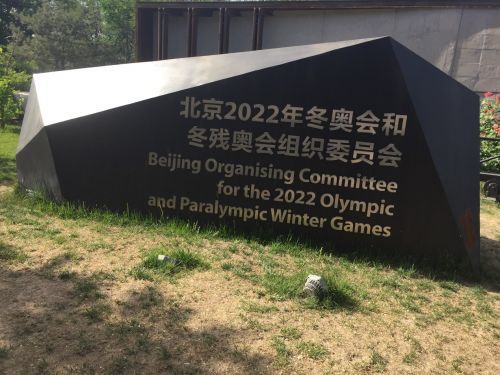 北京2022年冬奥会和
冬残奥会组织委员会
Beijing Organising Committee
for the 2022 Olympic
and Paralympic Winter Games